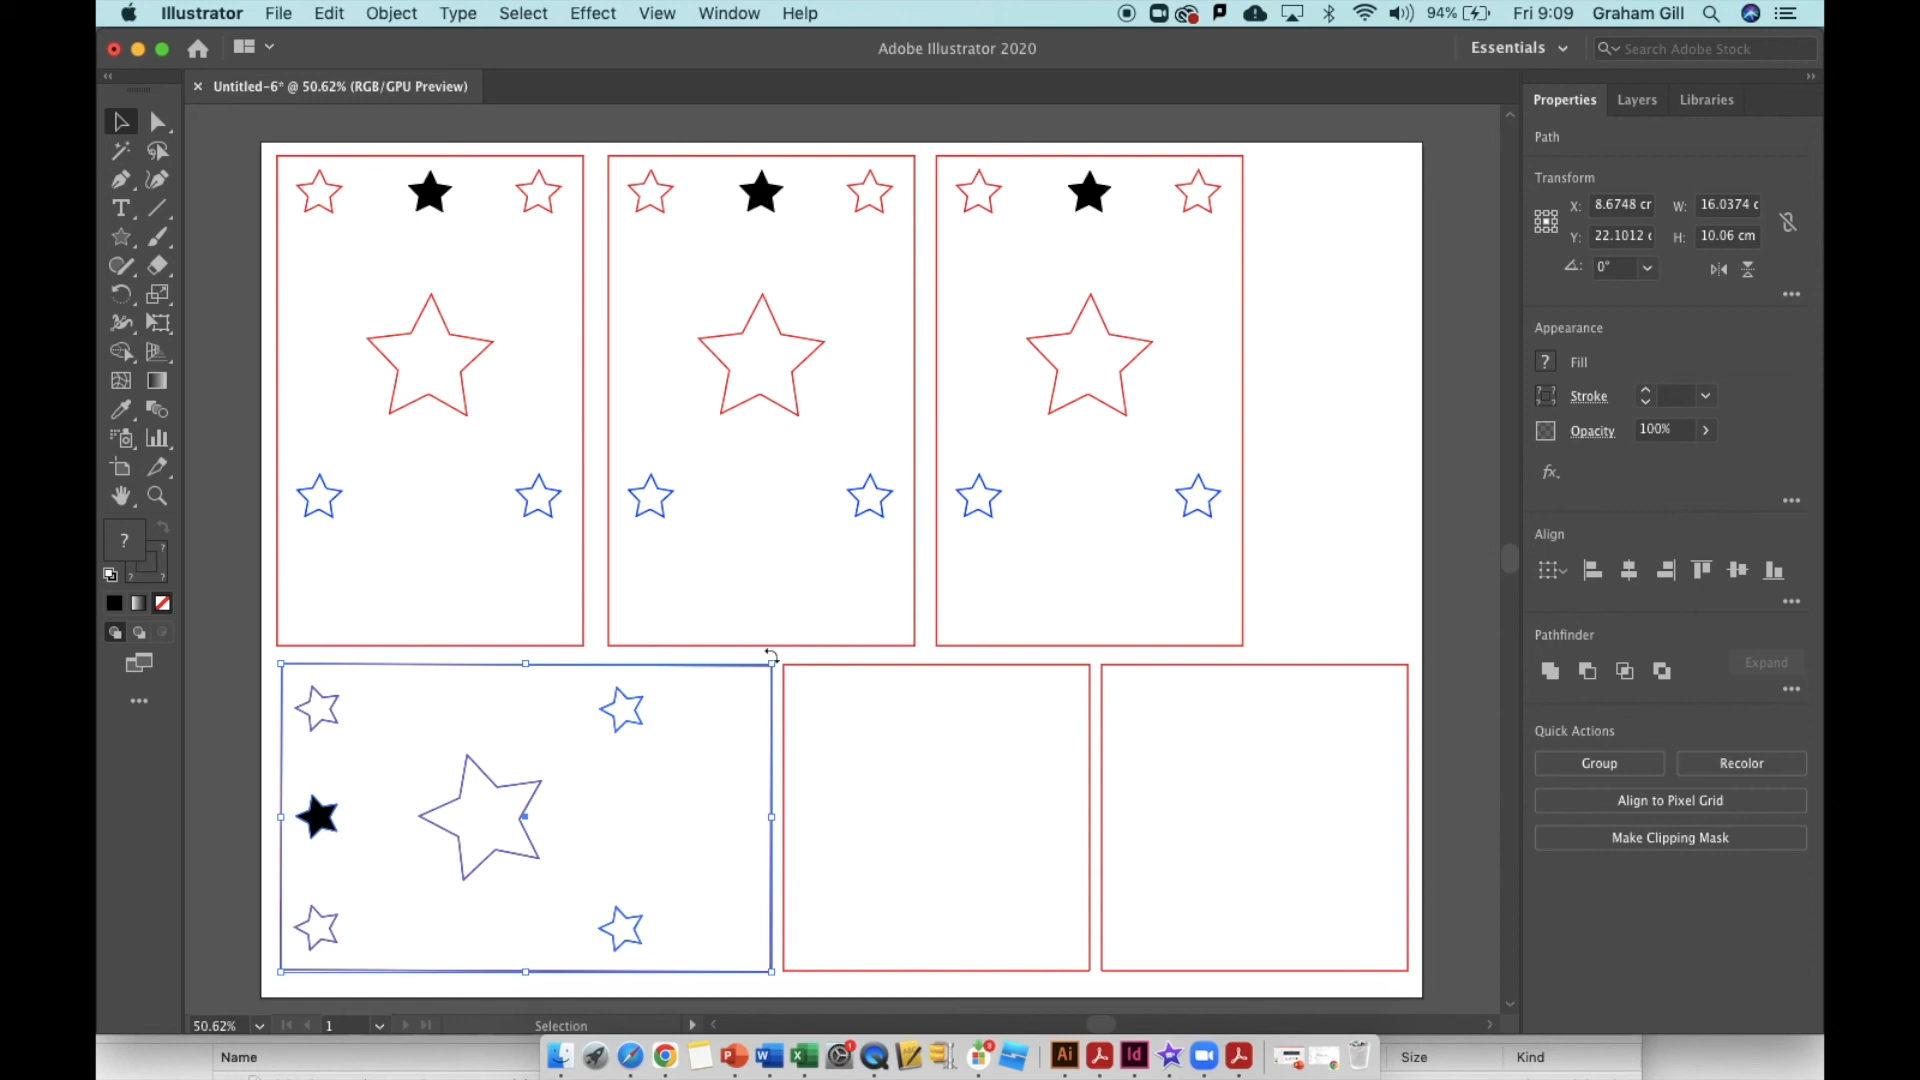 Illustrator File Edit Object Type Select Effect View Window Help 94% Fri 9:09 Graham Gill
Adobe Illustrator 2020 Essentials Search Adobe Stock
Untitled-6* @ 50.62% (RGB/GPU Preview)
Properties Layers Libraries
Path
Transform
X: 8.6748 cr W: 16.0374 c
Y: 22.1012 ( H: 10.06 cm
0°
Appearance
? Fill
Stroke
Opacity 100%
fx.
Align
Pathfinder
Expand
Quick Actions
Group Recolor
Align to Pixel Grid
Make Clipping Mask
?
?
? ?
50.62% 1 Selection
Name Size Kind
Ai Id